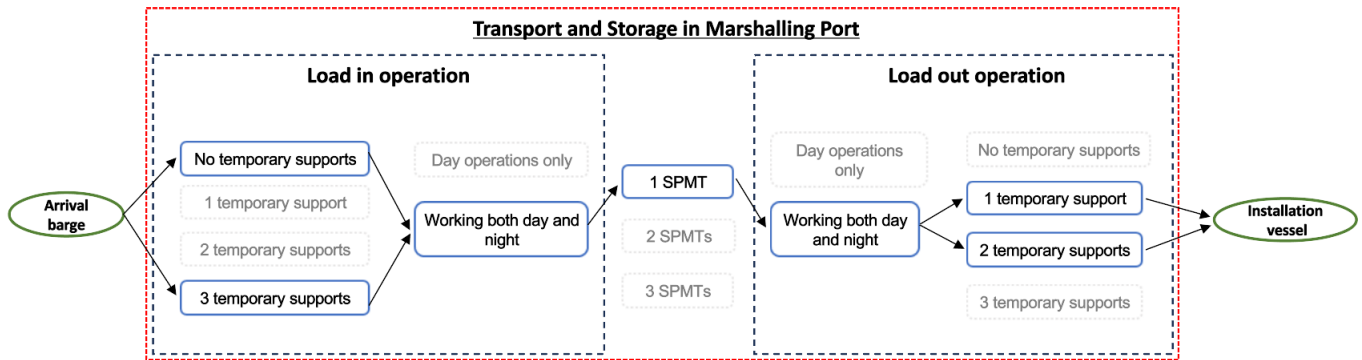 Transport and Storage in Marshalling Port
Load in operation
Load out operation
Arrival
barge
No temporary supports
1 temporary support
2 temporary supports
3 temporary supports
Day operations only
Working both day and
night
1 SPMT
2 SPMTs
3 SPMTs
Day operations
only
Working both day
and night
No temporary supports
1 temporary support
2 temporary supports
3 temporary supports
Installation
vessel